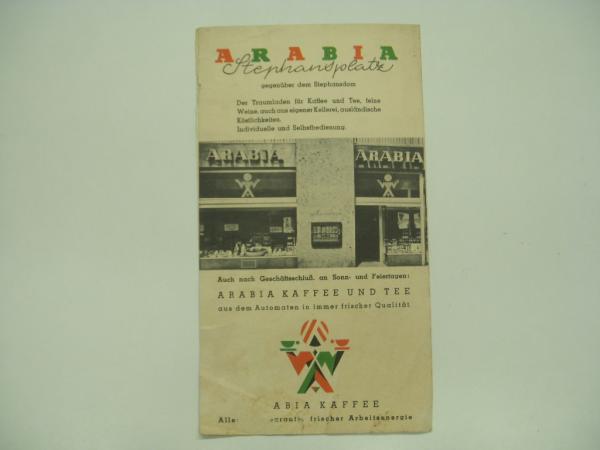 ARABIA
Stephansplatz
gegenüber dem Stephansdom
Der Traumladen für Kaffee und Tee, feine
Weine, auch aus eigener Kellerei, ausländische
Köstlichkeiten.
Individuelle und Selbstbedienung.
ARABIA ARABIA
Auch nach Geschäftsschluß, an Sonn- und Feiertagen:
ARABIA KAFFEE UND TEE
aus dem Automaten in immer frischer Qualität
ABIA KAFFEE
frischer Arbeitsenergie